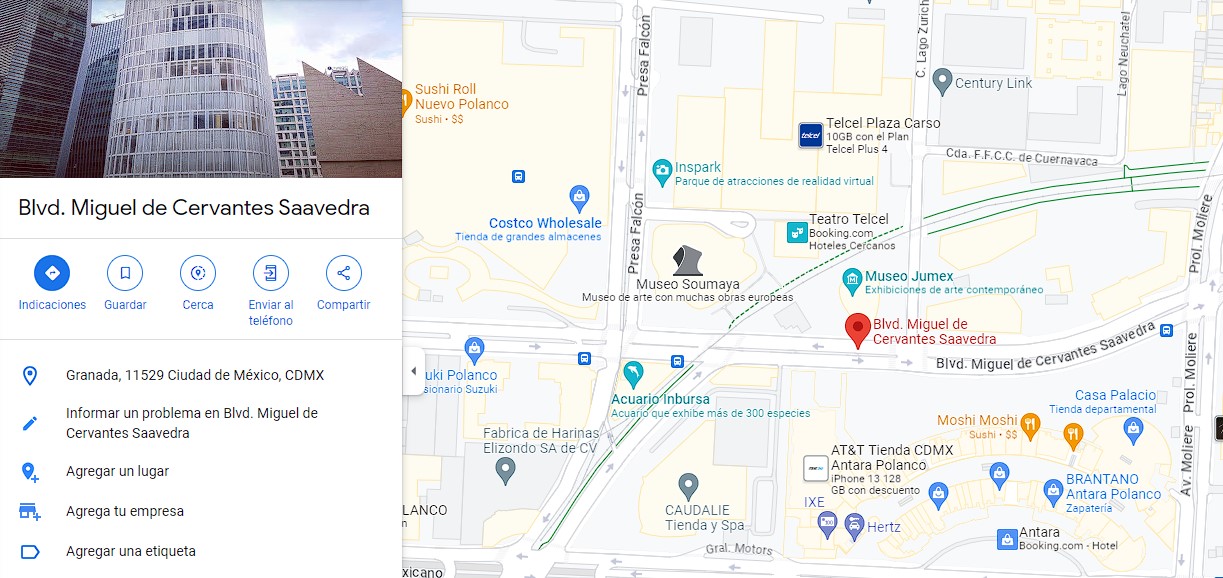 Blvd. Miguel de Cervantes Saavedra
Indicaciones
Guardar
Cerca
Enviar al
teléfono
Compartir
Granada, 11529 Ciudad de México, CDMX
Informar un problema en Blvd. Miguel de
Cervantes Saavedra
Agregar un lugar
Agrega tu empresa
Agregar una etiqueta
Sushi Roll
Nuevo Polanco
Sushi • $$
Presa Falcón
C. Lago Zurich
Lago Neuchatel
Century Link
telcel
Telcel Plaza Carso
10GB con el Plan
Telcel Plus 4
Cda. F.F.C.C. de Cuernavaca
Inspark
Parque de atracciones de realidad virtual
Costco Wholesale
Tienda de grandes almacenes
Presa Falcón
Teatro Telcel
Booking.com
Hoteles Cercanos
Prol. Moliere
Museo Soumaya
Museo de arte con muchas obras europeas
Museo Jumex
Exhibiciones de arte contemporáneo
Blvd. Miguel de
Cervantes Saavedra
Blvd. Miguel de Cervantes Saavedra
Prol. Moliere
uki Polanco
sionario Suzuki
Acuario Inbursa
Acuario que exhibe más de 300 especies
Casa Palacio
Tienda departamental
Moshi Moshi
Sushi • $$
Fabrica de Harinas
Elizondo SA de CV
AT&T Tienda CDMX
Antara Polanco
iPhone 13 128
GB con descuento
Av. Moliere
BRANTANO
Antara Polanco
Zapatería
LANCO
CAUDALIE
Tienda y Spa
IXE
Hertz
Antara
Booking.com - Hotel
Gral. Motors
xicano